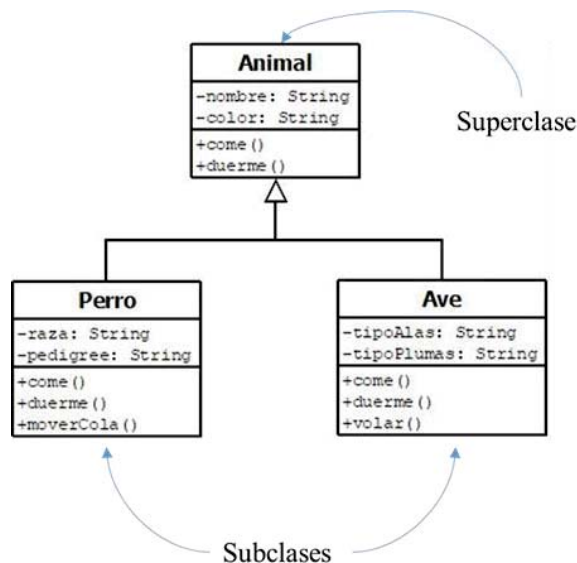 Animal
-nombre: String
-color: String
+come()
+duerme()
Superclase
Perro
-raza: String
-pedigree: String
+come()
+duerme()
+moverCola()
Ave
-tipoAlas: String
-tipoPlumas: String
+come()
+duerme()
+volar()
Subclases